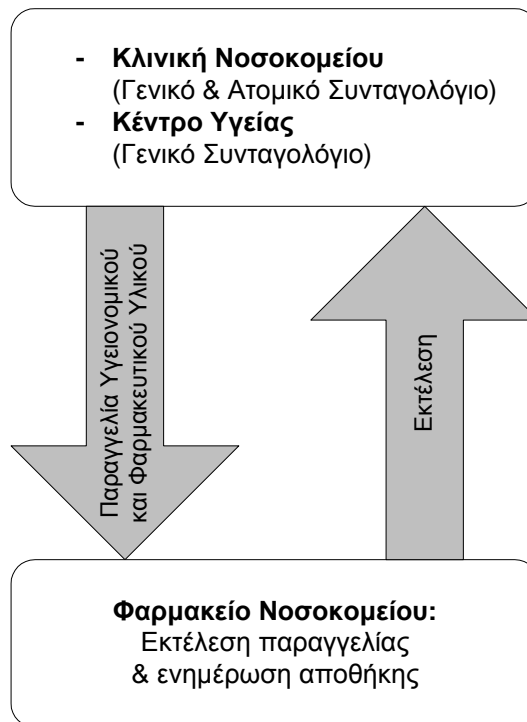 - Κλινική Νοσοκομείου
(Γενικό & Ατομικό Συνταγολόγιο)
- Κέντρο Υγείας
(Γενικό Συνταγολόγιο)
Παραγγελία Υγειονομικού
και Φαρμακευτικού Υλικού
Εκτέλεση
Φαρμακείο Νοσοκομείου:
Εκτέλεση παραγγελίας
& ενημέρωση αποθήκης